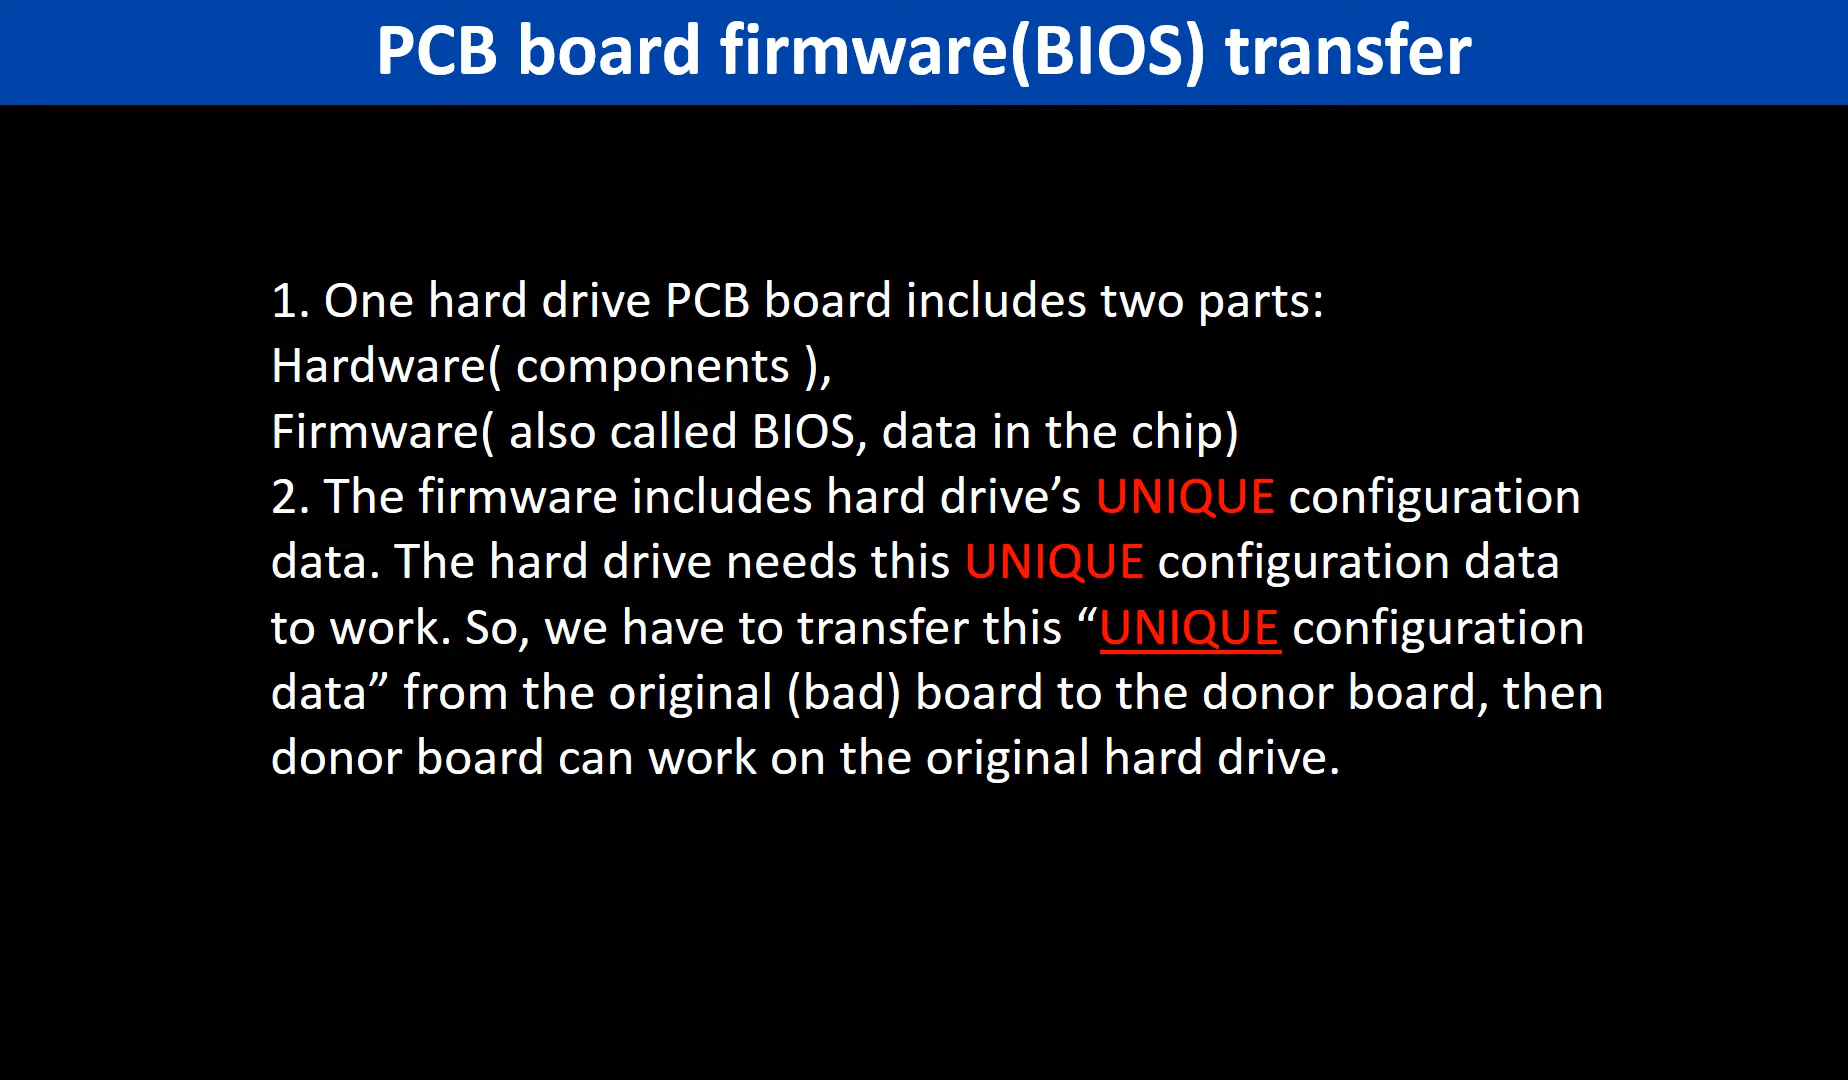 PCB board firmware(BIOS) transfer
1. One hard drive PCB board includes two parts:
Hardware( components ),
Firmware( also called BIOS, data in the chip)
2. The firmware includes hard drive’s UNIQUE configuration
data. The hard drive needs this UNIQUE configuration data
to work. So, we have to transfer this “UNIQUE configuration
data” from the original (bad) board to the donor board, then
donor board can work on the original hard drive.